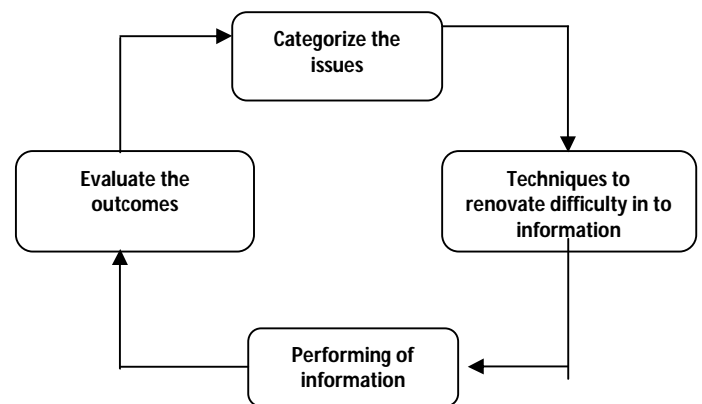 Categorize the
issues
Techniques to
renovate difficulty in to
information
Performing of
information
Evaluate the
outcomes